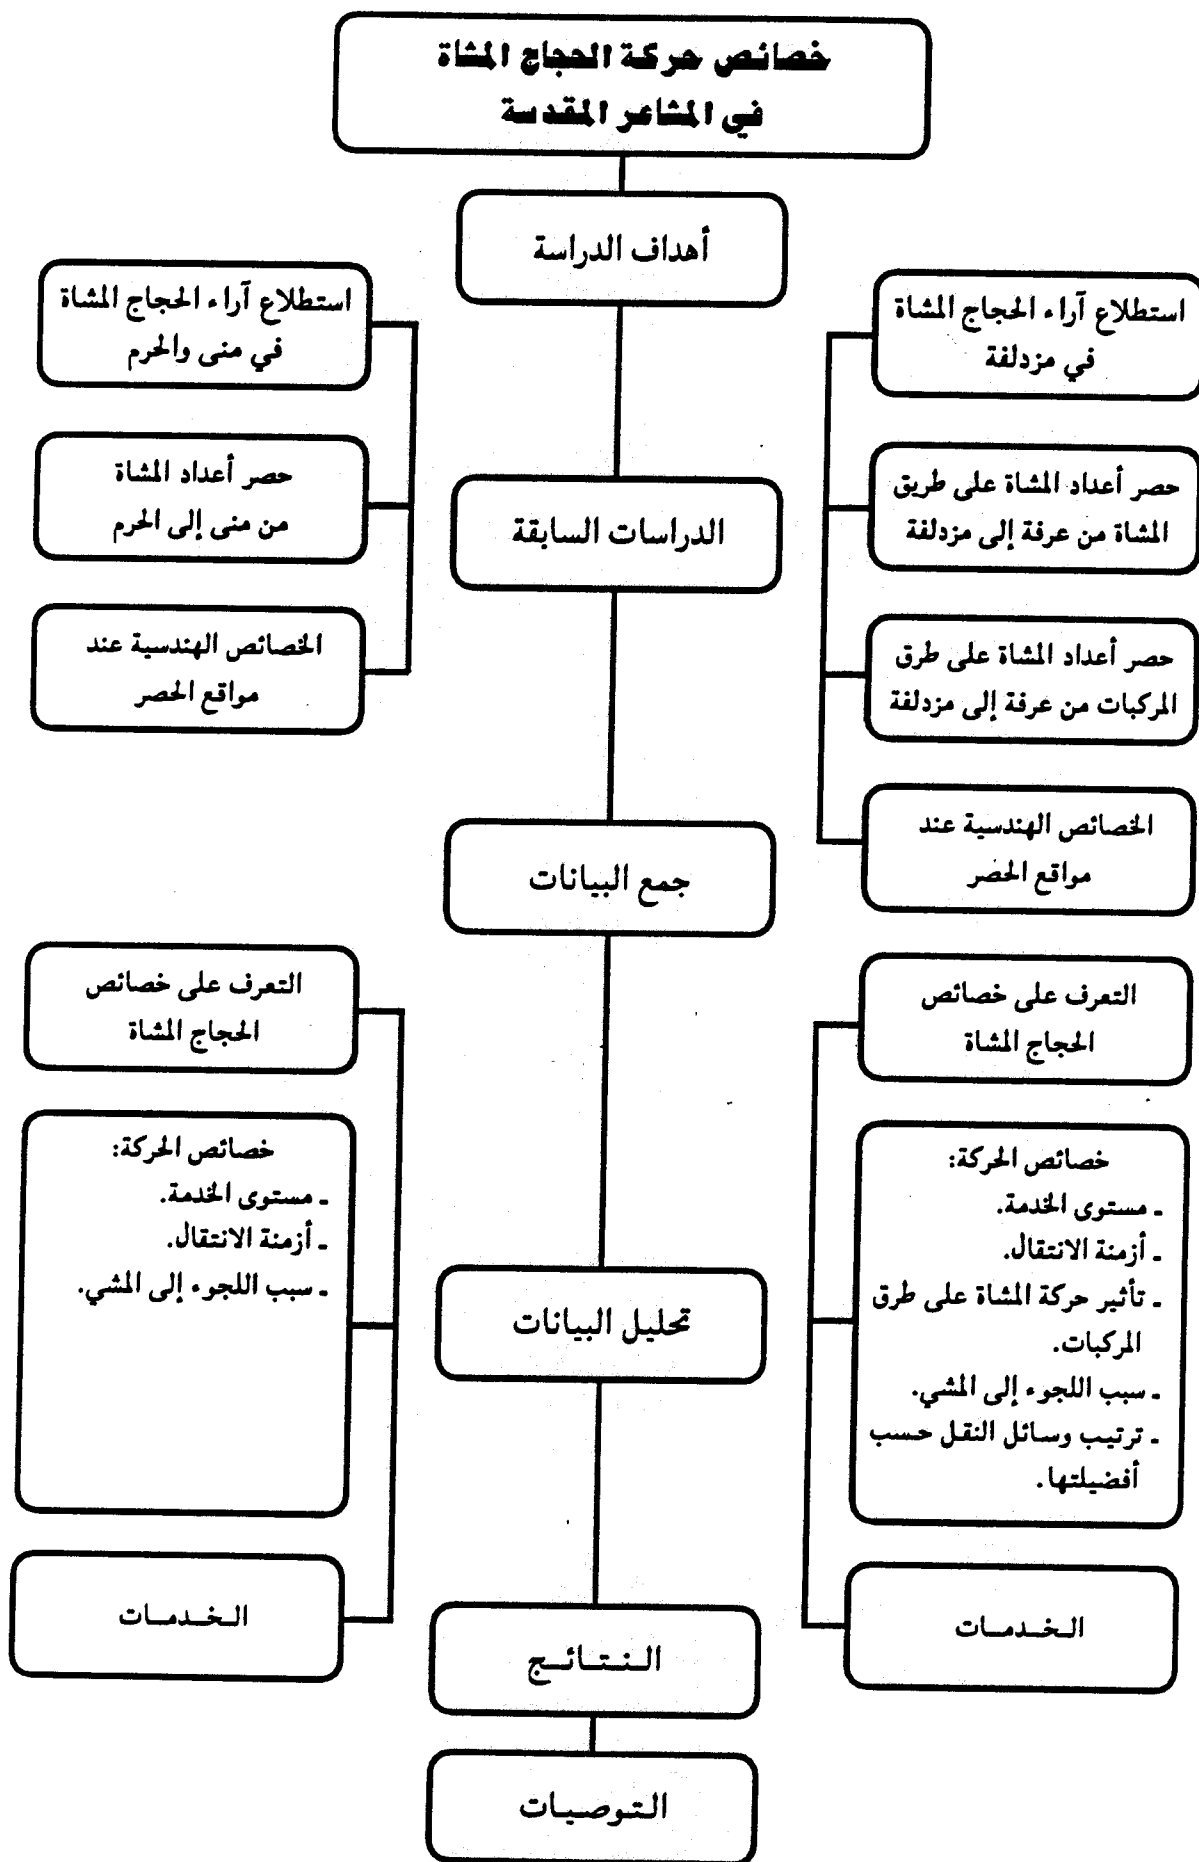 خصائص حركة الحجاج المشاة
في المشاعر المقدسة
أهداف الدراسة
استطلاع آراء الحجاج المشاة
في مزدلفة
حصر أعداد المشاة على طريق
المشاة من عرفة إلى مزدلفة
حصر أعداد المشاة على طرق
المركبات من عرفة إلى مزدلفة
الخصائص الهندسية عند
مواقع الحصر
استطلاع آراء الحجاج المشاة
في منى والحرم
حصر أعداد المشاة
من منى إلى الحرم
الخصائص الهندسية عند
مواقع الحصر
الدراسات السابقة
جمع البيانات
التعرف على خصائص
الحجاج المشاة
خصائص الحركة:
ـ مستوى الخدمة.
ـ أزمنة الانتقال.
ـ تأثير حركة المشاة على طرق
المركبات.
ـ سبب اللجوء إلى المشي.
ـ ترتيب وسائل النقل حسب
أفضيلتها.
الـخـدمـات
التعرف على خصائص
الحجاج المشاة
خصائص الحركة:
ـ مستوى الخدمة.
ـ أزمنة الانتقال.
ـ سبب اللجوء إلى المشي.
الـخـدمـات
تحليل البيانات
الـنـتـائـج
التـوصـيـات